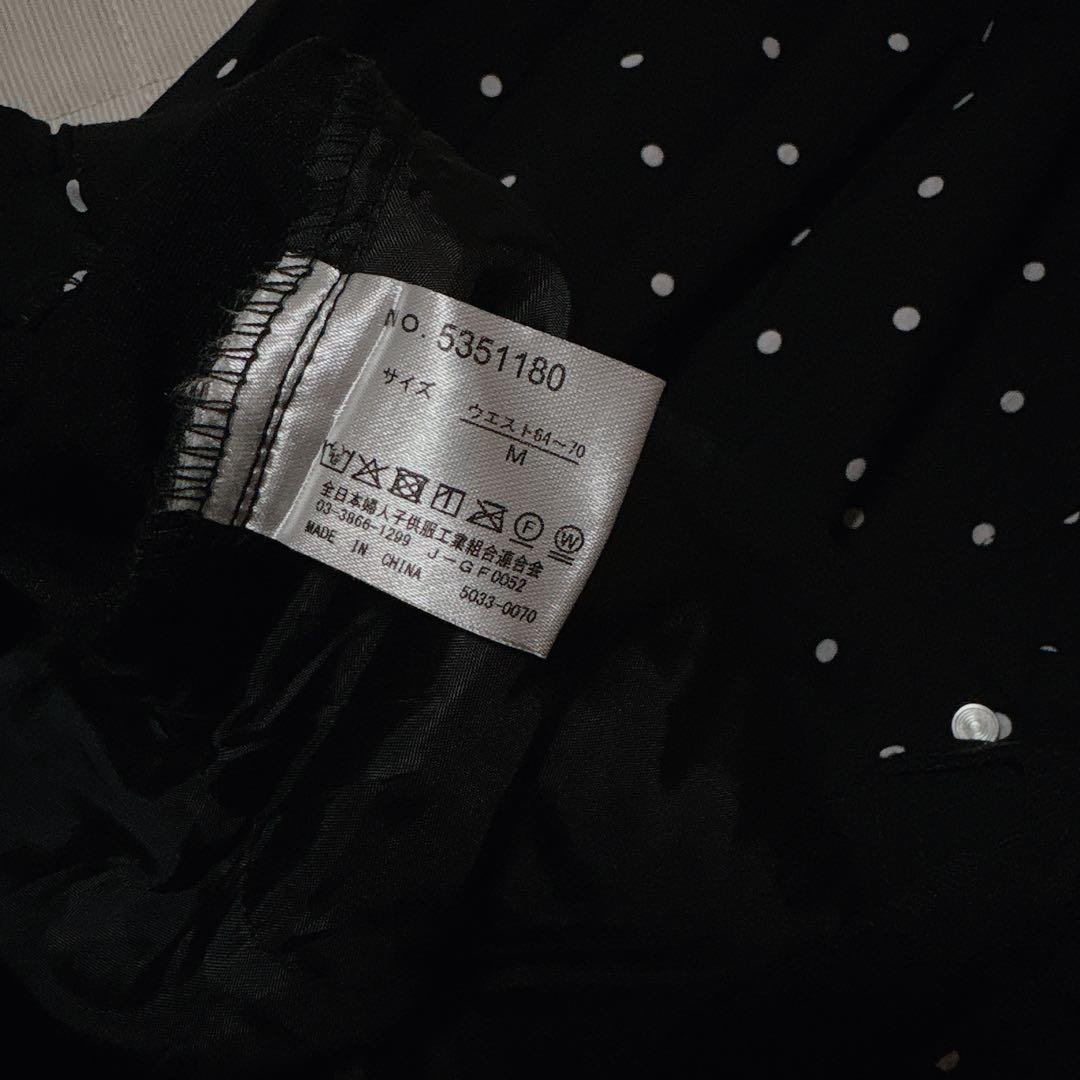 NO. 5351180
サイズ
ウエスト64~70
M
F W
全日本婦人子供服工業組合連合会
03-3866-1299 J-GF0052
MADE IN CHINA
5033-0070